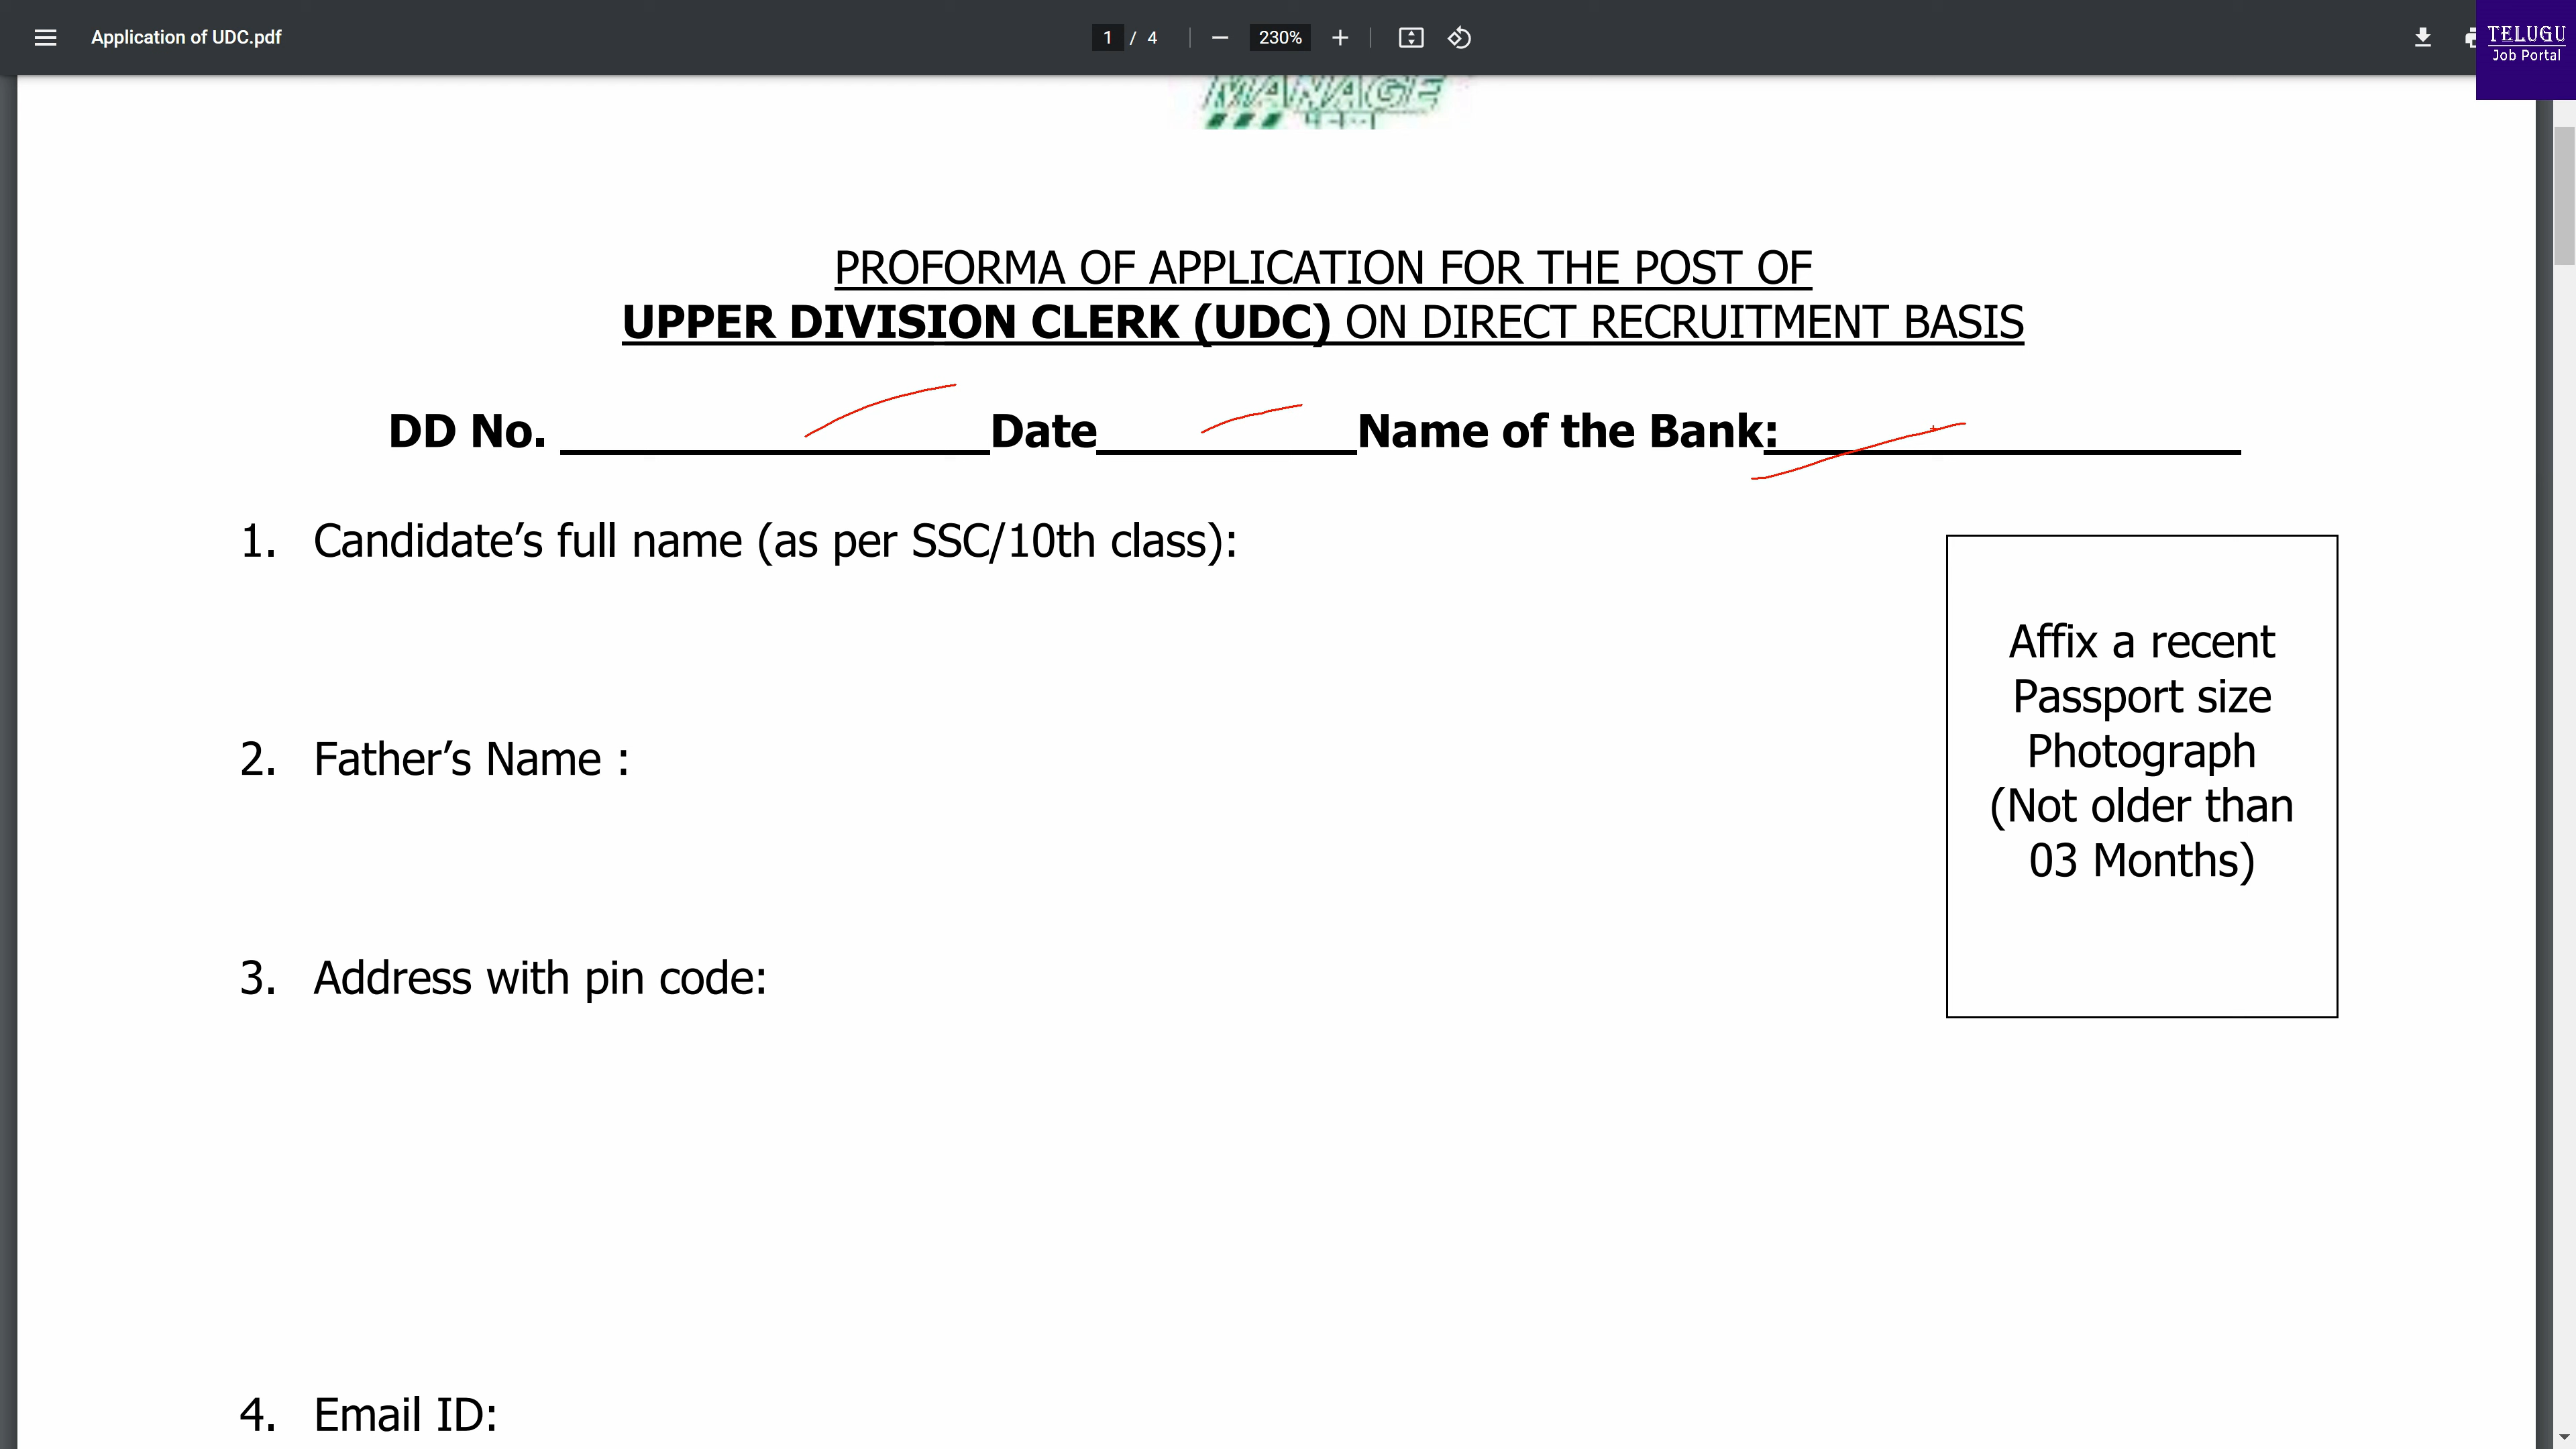 Application of UDC.pdf
1 / 4
230%
TELUGU
Job Portal
MANAGE
PROFORMA OF APPLICATION FOR THE POST OF
UPPER DIVISION CLERK (UDC) ON DIRECT RECRUITMENT BASIS
DD No. ____________________Date____________Name of the Bank:______________________
1. Candidate’s full name (as per SSC/10th class):
Affix a recent
Passport size
Photograph
(Not older than
03 Months)
2. Father’s Name :
3. Address with pin code:
4. Email ID: